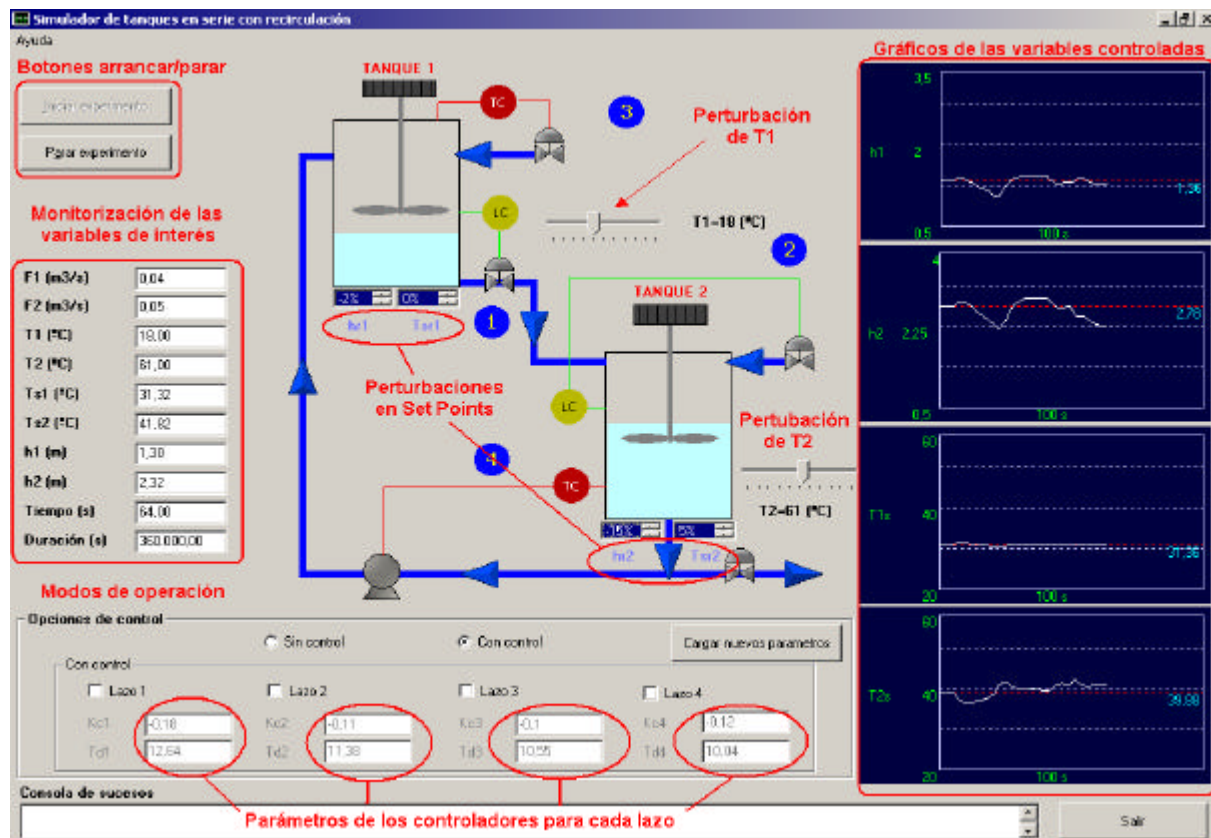 Simulador de tanques en serie con recirculación
Ayuda
Botones arrancar/parar
Iniciar experimento
Parar experimento
Monitorización de las
variables de interés
F1 (m3/s) 0,04
F2 (m3/s) 0,05
T1 (ºC) 18,00
T2 (ºC) 61,00
Ts1 (ºC) 31,32
Ts2 (ºC) 41,82
h1 (m) 1,30
h2 (m) 2,32
Tiempo (s) 64,00
Duración (s) 360.000,00
TANQUE 1
TC
3
Perturbación
de T1
LC
T1=18 (ºC)
2
-2% 0%
hs1 Tsr1
1
TANQUE 2
Perturbaciones
en Set Points
LC
Pertubación
de T2
4
TC
T2=61 (ºC)
-15% 5%
hs2 Tsr2
Gráficos de las variables controladas
3,5
h1 2
1,36
0.5 100 s
4
h2 2,25
2,78
0.5 100 s
60
T1s 40
31,36
20 100 s
60
T2s 40
39,88
20 100 s
Modos de operación
Opciones de control
Sin control Con control Cargar nuevos parametros
Con control
Lazo 1 Lazo 2 Lazo 3 Lazo 4
Kc1 -0,18 Kc2 -0,11 Kc3 -0,1 Kc4 -0,12
Td1 12,64 Td2 11,38 Td3 10,55 Td4 10,04
Consola de sucesos
Parámetros de los controladores para cada lazo
Salir